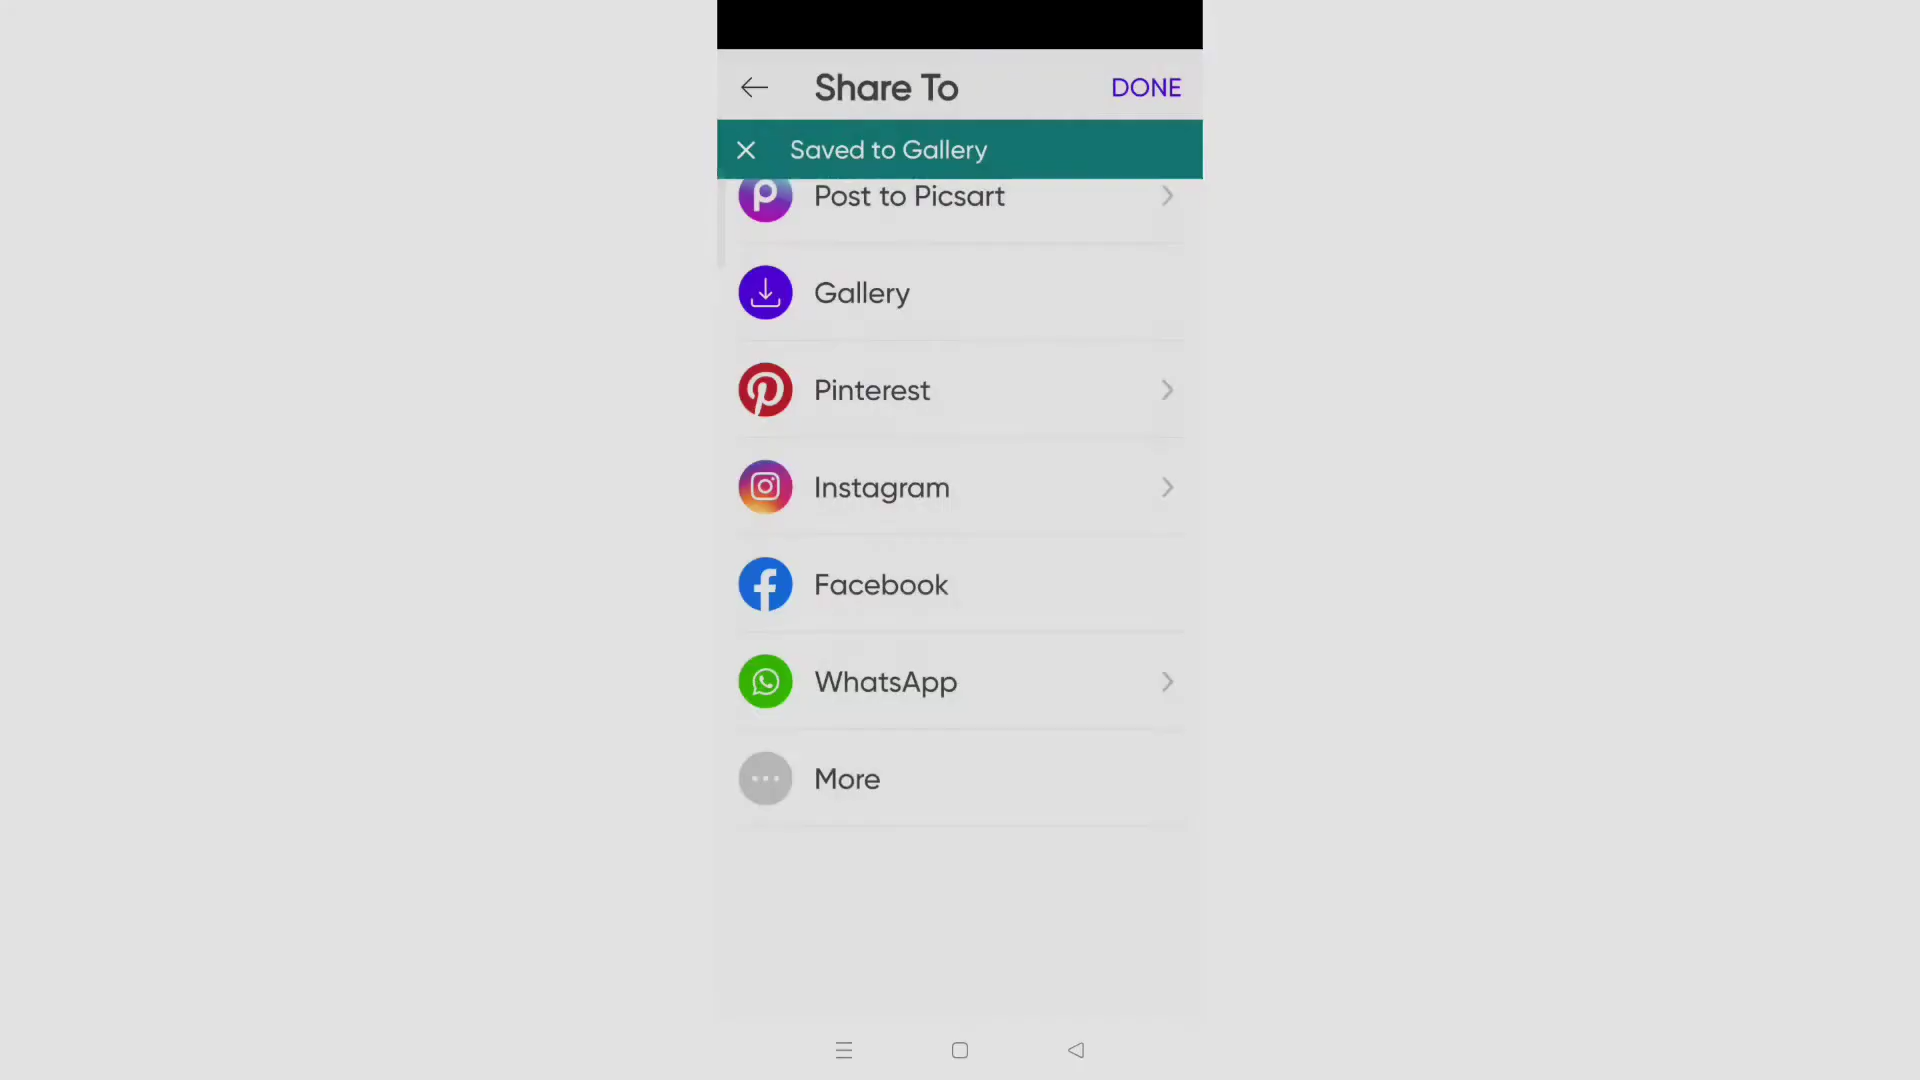 Share To
DONE
Saved to Gallery
Post to Picsart
Gallery
Pinterest
Instagram
Facebook
WhatsApp
More